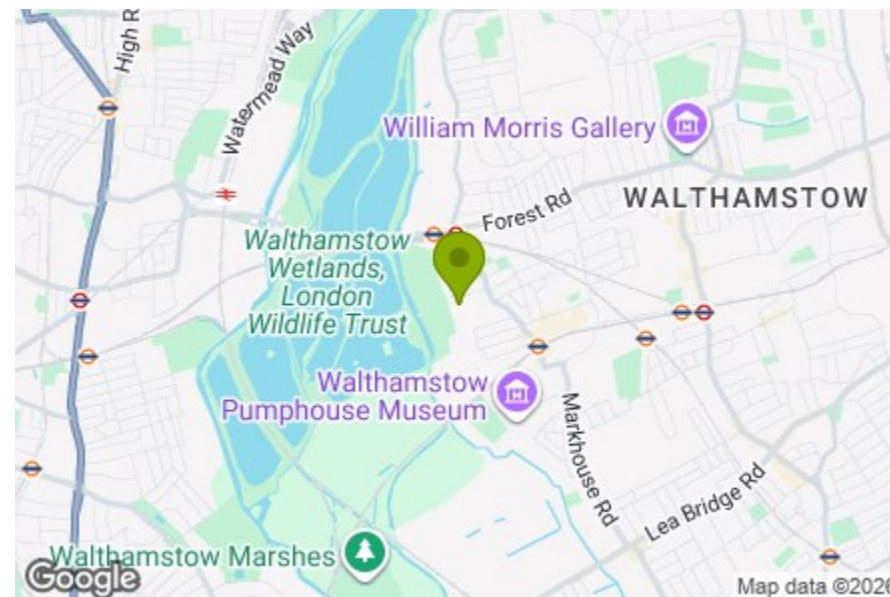 High R
Watermead Way
William Morris Gallery
WALTHAMSTOW
Forest Rd
Walthamstow
Wetlands,
London
Wildlife Trust
Walthamstow
Pumphouse Museum
Markhouse Rd
Lea Bridge Rd
Walthamstow Marshes
Google
Map data ©2026